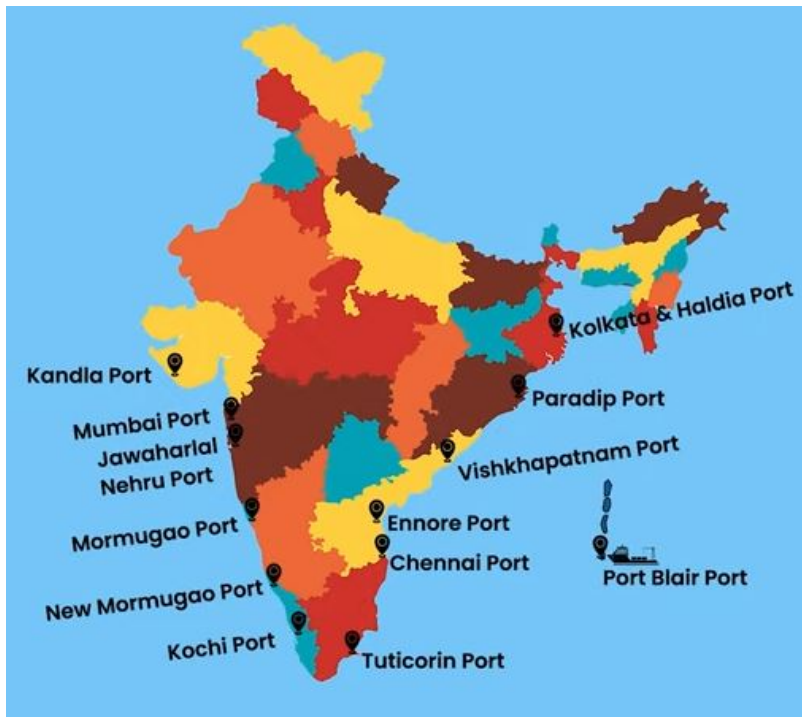 Kolkata & Haldia Port
Kandla Port
Paradip Port
Mumbai Port
Jawaharlal
Nehru Port
Vishkhapatnam Port
Mormugao Port
Ennore Port
Chennai Port
Port Blair Port
New Mormugao Port
Kochi Port
Tuticorin Port